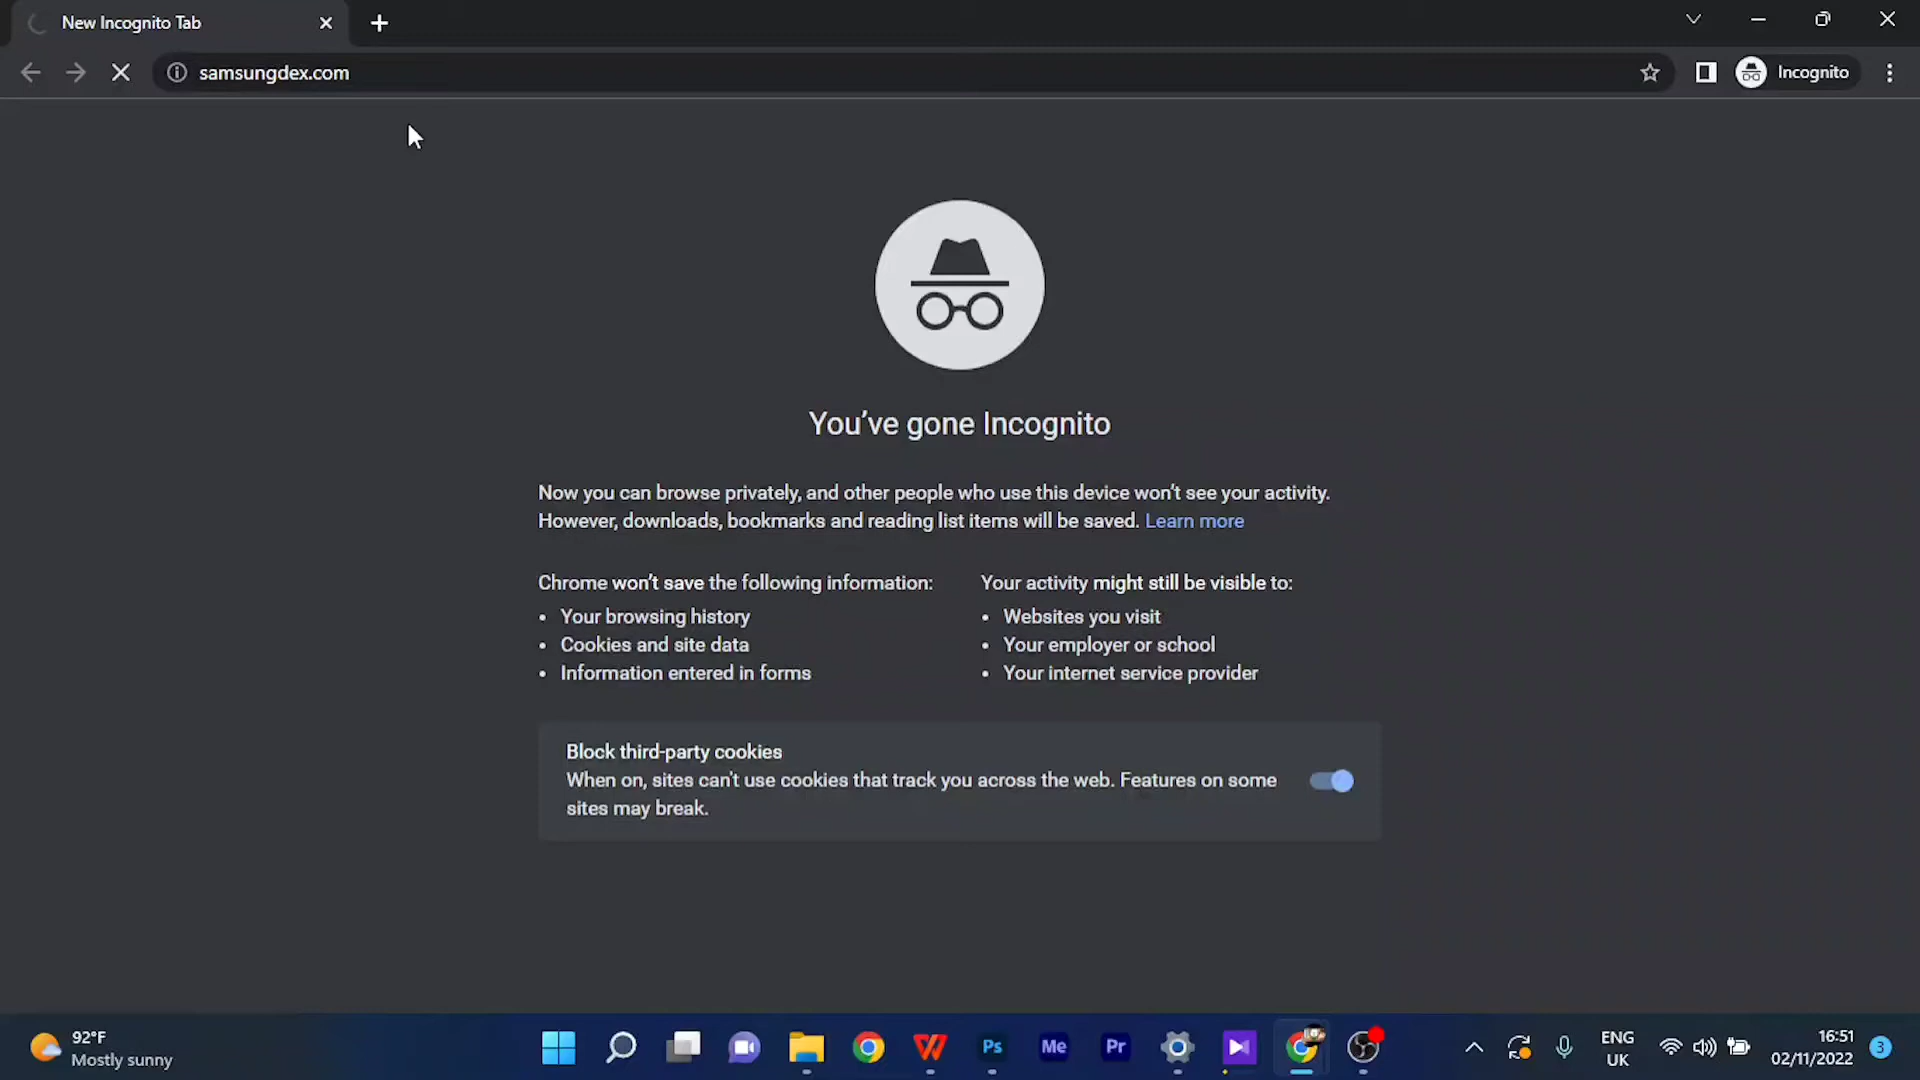 New Incognito Tab
samsungdex.com
Incognito
You've gone Incognito
Now you can browse privately, and other people who use this device won't see your activity.
However, downloads, bookmarks and reading list items will be saved. Learn more
Chrome won't save the following information:
Your browsing history
Cookies and site data
Information entered in forms
Your activity might still be visible to:
Websites you visit
Your employer or school
Your internet service provider
Block third-party cookies
When on, sites can't use cookies that track you across the web. Features on some
sites may break.
92°F
Mostly sunny
W
Ps
Me
Pr
ENG
UK
16:51
02/11/2022
3